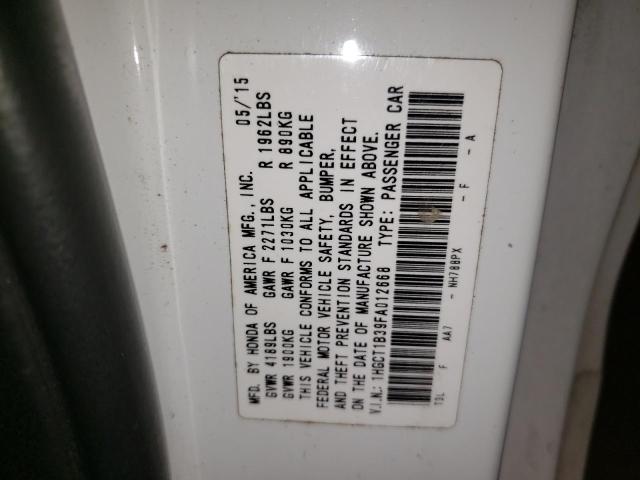 MFD. BY HONDA OF AMERICA MFG., INC. 05/'15
GVWR 4189LBS GAWR F 2271LBS R 1962LBS
GVWR 1900KG GAWR F 1030KG R 890KG
THIS VEHICLE CONFORMS TO ALL APPLICABLE
FEDERAL MOTOR VEHICLE SAFETY, BUMPER,
AND THEFT PREVENTION STANDARDS IN EFFECT
ON THE DATE OF MANUFACTURE SHOWN ABOVE.
V.I.N.: 1HGCT1B39FA012668 TYPE: PASSENGER CAR
T3L F AA7 - NH788PX - F - A